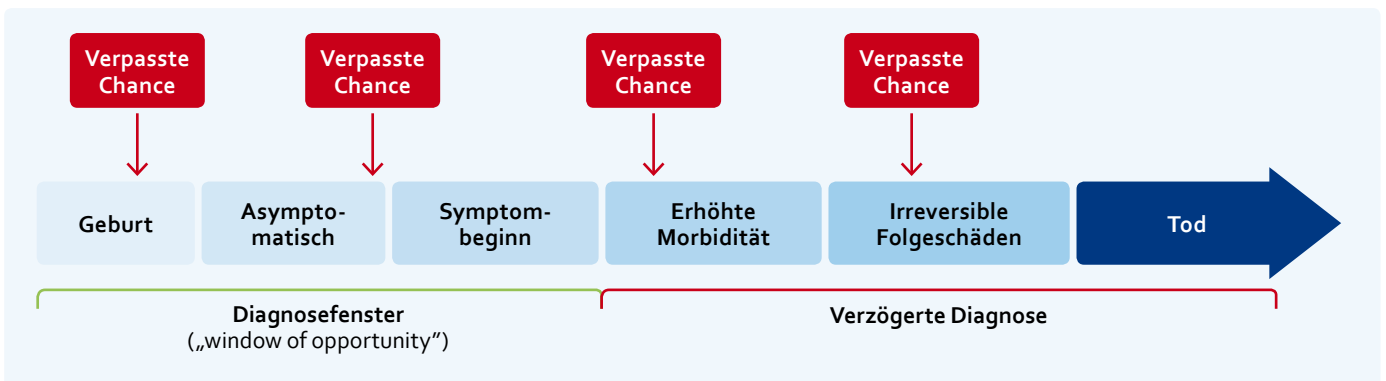 Verpasste
Chance
Verpasste
Chance
Verpasste
Chance
Verpasste
Chance
Geburt
Asympto-
matisch
Symptom-
beginn
Erhöhte
Morbidität
Irreversible
Folgeschäden
Tod
Diagnosefenster
(„window of opportunity“)
Verzögerte Diagnose